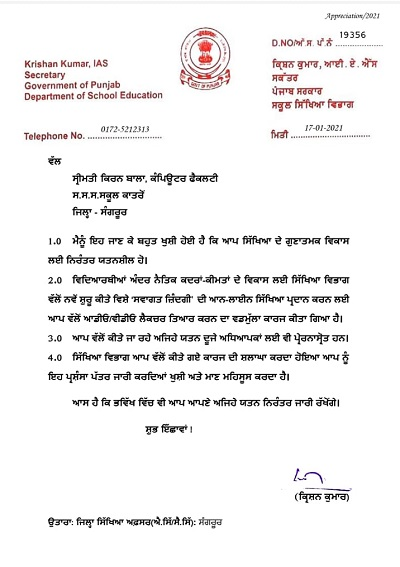 Appreciation/2021
D.NO/ਅੰ.ਸ. ਪੱ.ਨੰ 19356
Krishan Kumar, IAS
Secretary
Government of Punjab
Department of School Education
GOVT OF PUNJAB
ਕ੍ਰਿਸ਼ਨ ਕੁਮਾਰ, ਆਈ.ਏ.ਐੱਸ
ਸਕੱਤਰ
ਪੰਜਾਬ ਸਰਕਾਰ
ਸਕੂਲ ਸਿੱਖਿਆ ਵਿਭਾਗ
Telephone No. 0172-5212313
ਮਿਤੀ 17-01-2021
ਵੱਲ
ਸ੍ਰੀਮਤੀ ਕਿਰਨ ਬਾਲਾ, ਕੰਪਿਊਟਰ ਫੈਕਲਟੀ
ਸ.ਸ.ਸ.ਸਕੂਲ ਕਾਤਰੋਂ
ਜਿਲ੍ਹਾ - ਸੰਗਰੂਰ
1.0 ਮੈਨੂੰ ਇਹ ਜਾਣ ਕੇ ਬਹੁਤ ਖੁਸ਼ੀ ਹੋਈ ਹੈ ਕਿ ਆਪ ਸਿੱਖਿਆ ਦੇ ਗੁਣਾਤਮਕ ਵਿਕਾਸ
ਲਈ ਨਿਰੰਤਰ ਯਤਨਸ਼ੀਲ ਹੋ।
2.0 ਵਿਦਿਆਰਥੀਆਂ ਅੰਦਰ ਨੈਤਿਕ ਕਦਰਾਂ-ਕੀਮਤਾਂ ਦੇ ਵਿਕਾਸ ਲਈ ਸਿੱਖਿਆ ਵਿਭਾਗ
ਵੱਲੋਂ ਨਵੇਂ ਸ਼ੁਰੂ ਕੀਤੇ ਵਿਸ਼ੇ 'ਸਵਾਗਤ ਜ਼ਿੰਦਗੀ' ਦੀ ਆਨ-ਲਾਈਨ ਸਿੱਖਿਆ ਪ੍ਰਦਾਨ ਕਰਨ ਲਈ
ਆਪ ਵੱਲੋਂ ਆਡੀਓ/ਵੀਡੀਓ ਲੈਕਚਰ ਤਿਆਰ ਕਰਨ ਦਾ ਵਡਮੁੱਲਾ ਕਾਰਜ ਕੀਤਾ ਗਿਆ ਹੈ।
3.0 ਆਪ ਵੱਲੋਂ ਕੀਤੇ ਜਾ ਰਹੇ ਅਜਿਹੇ ਯਤਨ ਦੂਜੇ ਅਧਿਆਪਕਾਂ ਲਈ ਵੀ ਪ੍ਰੇਰਨਾਸ੍ਰੋਤ ਹਨ।
4.0 ਸਿੱਖਿਆ ਵਿਭਾਗ ਆਪ ਵੱਲੋਂ ਕੀਤੇ ਗਏ ਕਾਰਜ ਦੀ ਸ਼ਲਾਘਾ ਕਰਦਾ ਹੋਇਆ ਆਪ ਨੂੰ
ਇਹ ਪ੍ਰਸ਼ੰਸਾ ਪੱਤਰ ਜਾਰੀ ਕਰਦਿਆਂ ਖੁਸ਼ੀ ਅਤੇ ਮਾਣ ਮਹਿਸੂਸ ਕਰਦਾ ਹੈ।
ਆਸ ਹੈ ਕਿ ਭਵਿੱਖ ਵਿੱਚ ਵੀ ਆਪ ਆਪਣੇ ਅਜਿਹੇ ਯਤਨ ਨਿਰੰਤਰ ਜਾਰੀ ਰੱਖੋਂਗੇ।
ਸ਼ੁਭ ਇੱਛਾਵਾਂ !
(ਕ੍ਰਿਸ਼ਨ ਕੁਮਾਰ)
ਉਤਾਰਾ: ਜਿਲ੍ਹਾ ਸਿੱਖਿਆ ਅਫ਼ਸਰ(ਐ.ਸਿੱ/ਸੈ.ਸਿੱ): ਸੰਗਰੂਰ